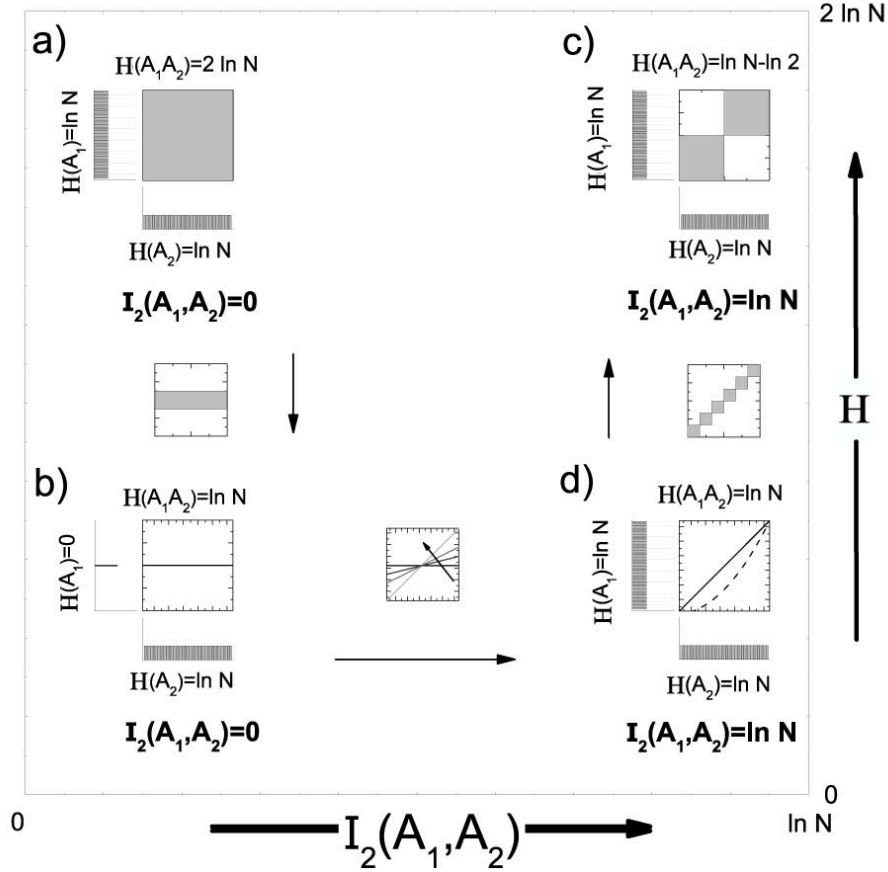 2 ln N
a)
H(A₁A₂)=2 ln N
H(A₁)=ln N
H(A₂)=ln N
I₂(A₁,A₂)=0
c)
H(A₁A₂)=ln N-ln 2
H(A₁)=ln N
H(A₂)=ln N
I₂(A₁,A₂)=ln N
H
b)
H(A₁A₂)=ln N
H(A₁)=0
H(A₂)=ln N
I₂(A₁,A₂)=0
d)
H(A₁A₂)=ln N
H(A₁)=ln N
H(A₂)=ln N
I₂(A₁,A₂)=ln N
0
0
I₂(A₁,A₂)
ln N